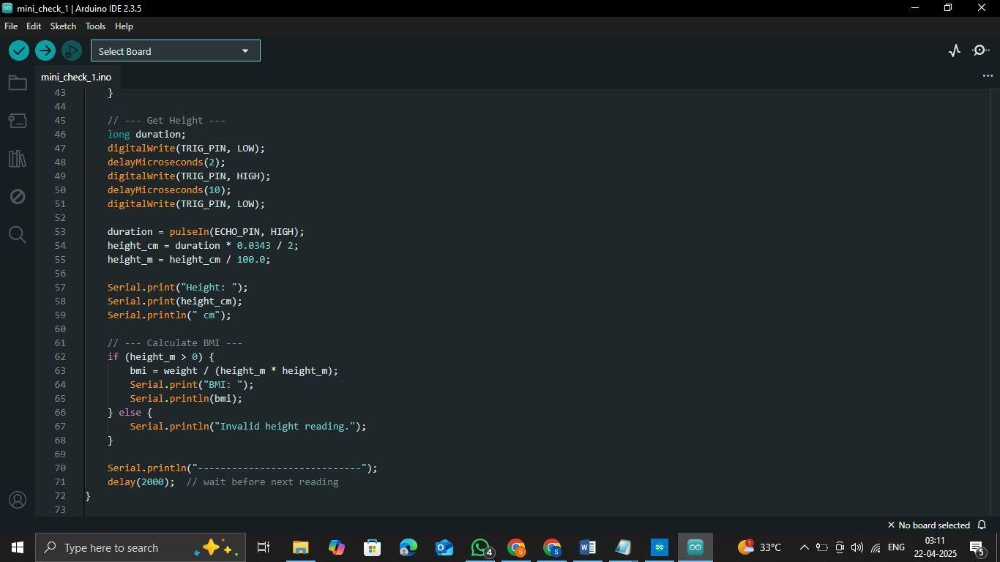 mini_check_1 | Arduino IDE 2.3.5
File Edit Sketch Tools Help
Select Board
mini_check_1.ino
43 }
44
45 // --- Get Height ---
46 long duration;
47 digitalWrite(TRIG_PIN, LOW);
48 delayMicroseconds(2);
49 digitalWrite(TRIG_PIN, HIGH);
50 delayMicroseconds(10);
51 digitalWrite(TRIG_PIN, LOW);
52
53 duration = pulseIn(ECHO_PIN, HIGH);
54 height_cm = duration * 0.0343 / 2;
55 height_m = height_cm / 100.0;
56
57 Serial.print("Height: ");
58 Serial.print(height_cm);
59 Serial.println(" cm");
60
61 // --- Calculate BMI ---
62 if (height_m > 0) {
63 bmi = weight / (height_m * height_m);
64 Serial.print("BMI: ");
65 Serial.println(bmi);
66 } else {
67 Serial.println("Invalid height reading.");
68 }
69
70 Serial.println("-----------------------------");
71 delay(2000);  // wait before next reading
72 }
73
No board selected
Type here to search
4
S
S
1
33°C
ENG
03:11
22-04-2025
5